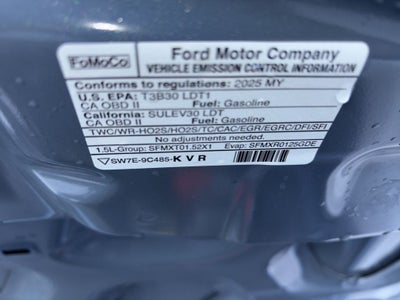 FoMoCo
Ford Motor Company
VEHICLE EMISSION CONTROL INFORMATION
Conforms to regulations: 2025 MY
U.S. EPA: T3B30 LDT1
CA OBD II Fuel: Gasoline
California: SULEV30 LDT
CA OBD II Fuel: Gasoline
TWC/WR-HO2S/HO2S/TC/CAC/EGR/EGRC/DFI/SFI
No adjustments needed.
1.5L-Group: SFMXT01.52X1 Evap: SFMXR0125GDE
SW7E-9C485-KVR